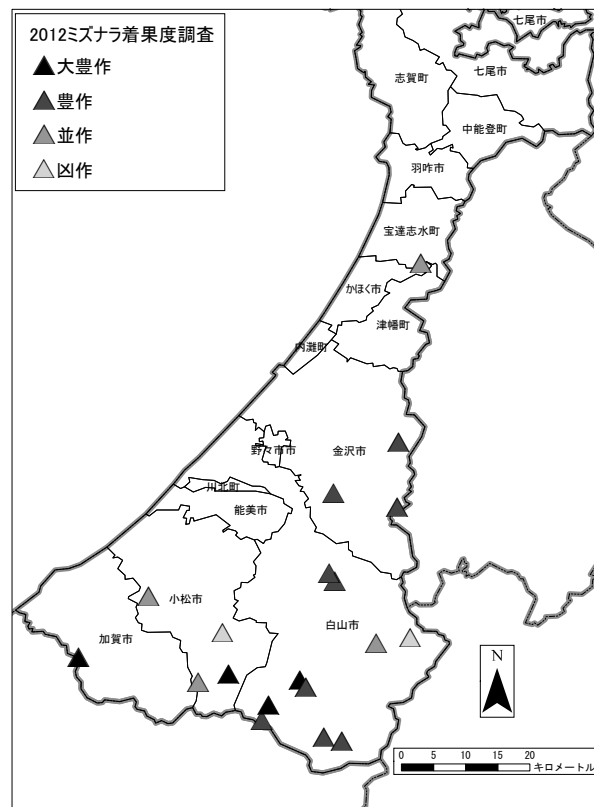 2012ミズナラ着果度調査
大豊作
豊作
並作
凶作
七尾市
七尾市
志賀町
中能登町
羽咋市
宝達志水町
かほく市
津幡町
内灘町
野々市市
金沢市
川北町
能美市
小松市
白山市
加賀市
N
0 5 10 15 20
キロメートル